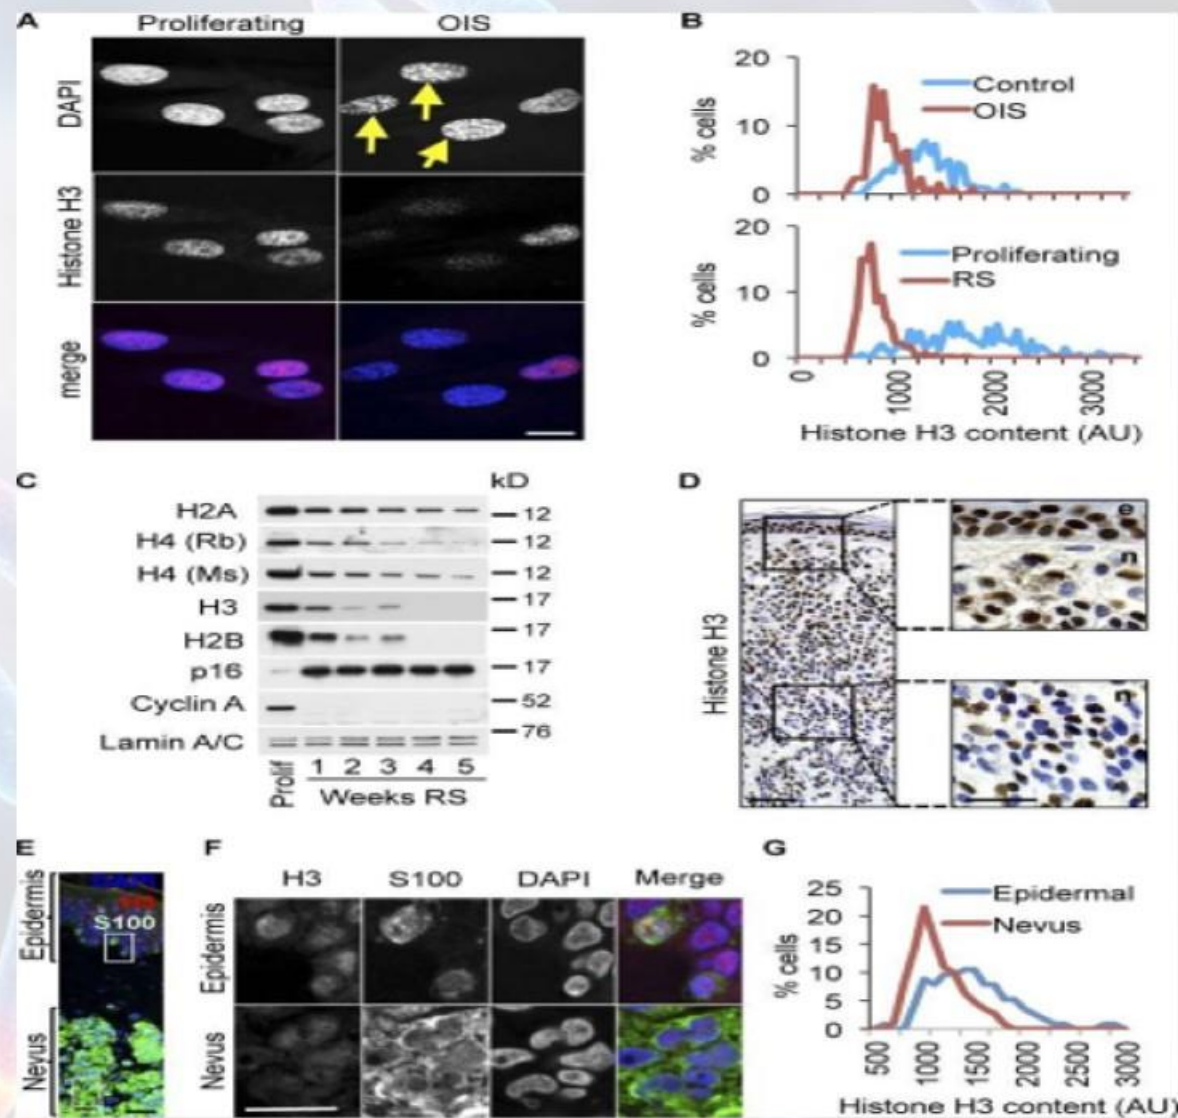 A
Proliferating
OIS
DAPI
Histone H3
merge
B
20
10
0
% cells
Control
OIS
20
10
0
% cells
Proliferating
RS
0
1000
2000
3000
Histone H3 content (AU)
C
kD
H2A
12
H4 (Rb)
12
H4 (Ms)
12
H3
17
H2B
17
p16
17
Cyclin A
52
Lamin A/C
76
Prolif
1 2 3 4 5
Weeks RS
D
Histone H3
e
n
n
E
Epidermis
Nevus
S100
F
H3 S100 DAPI Merge
Epidermis
Nevus
G
25
20
15
10
5
0
% cells
Epidermal
Nevus
500
1000
1500
2000
2500
3000
Histone H3 content (AU)